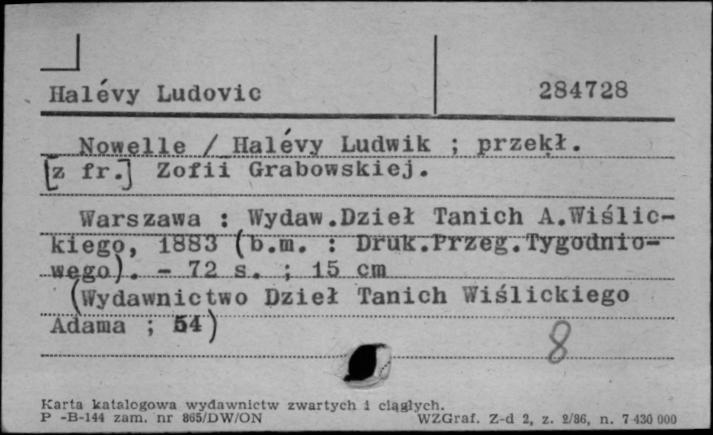 Halévy Ludovic 284728
Nowelle / Halévy Ludwik ; przekł.
[z fr.] Zofii Grabowskiej.
Warszawa : Wydaw.Dzieł Tanich A.Wiślic-
kiego, 1883 (b.m. : Druk.Przeg.Tygodnio-
wego). - 72 s. ; 15 cm
(Wydawnictwo Dzieł Tanich Wiślickiego
Adama ; 54)
8
Karta katalogowa wydawnictw zwartych i ciągłych.
P -B-144 zam. nr 865/DW/ON WZGraf. Z-d 2, z. 2/86, n. 7 430 000